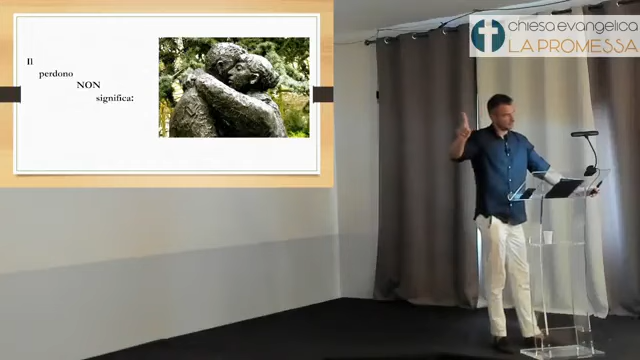 Il
perdono
NON
significa:
chiesa evangelica
LA PROMESSA